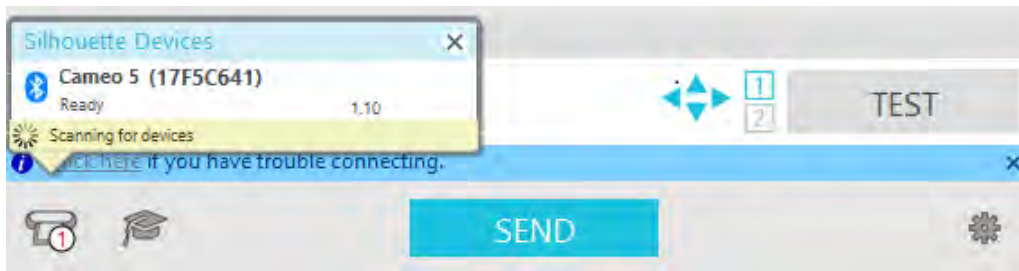 Silhouette Devices
Cameo 5 (17F5C641)
Ready 1.10
Scanning for devices
Click here if you have trouble connecting.
1
2
TEST
1
SEND